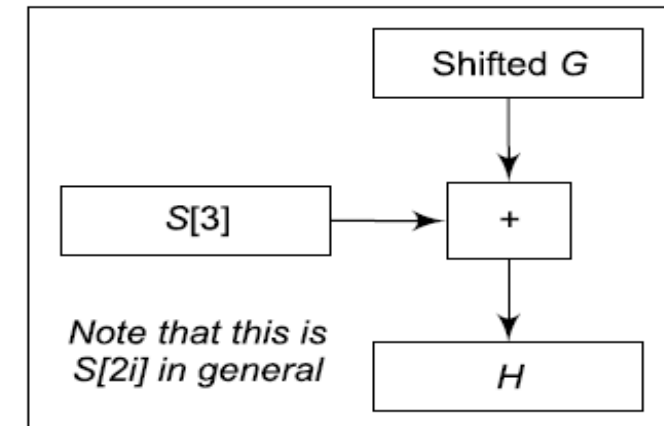 Shifted G
S[3]
+
Note that this is
S[2i] in general
H